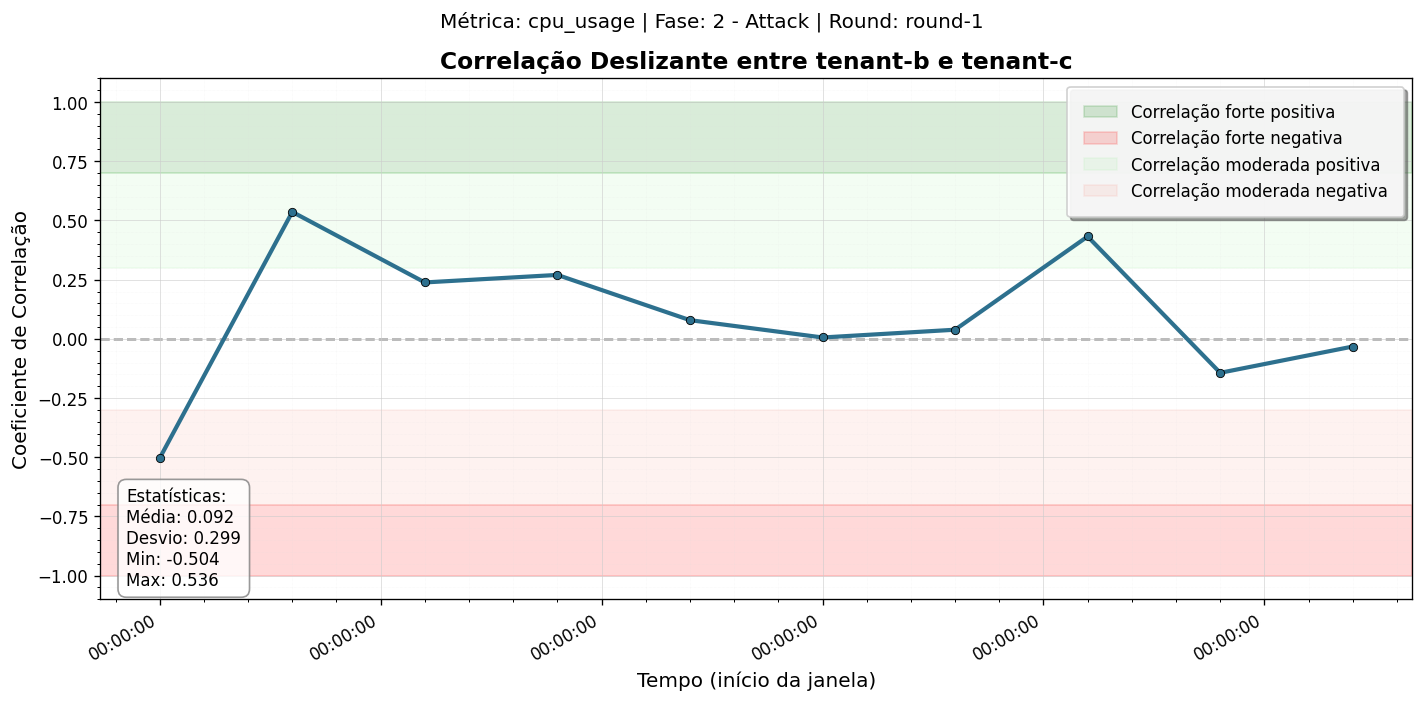 Métrica: cpu_usage | Fase: 2 - Attack | Round: round-1
Correlação Deslizante entre tenant-b e tenant-c
Coeficiente de Correlação
1.00
0.75
0.50
0.25
0.00
−0.25
−0.50
−0.75
−1.00
Correlação forte positiva
Correlação forte negativa
Correlação moderada positiva
Correlação moderada negativa
Estatísticas:
Média: 0.092
Desvio: 0.299
Min: -0.504
Max: 0.536
00:00:00
00:00:00
00:00:00
00:00:00
00:00:00
00:00:00
Tempo (início da janela)